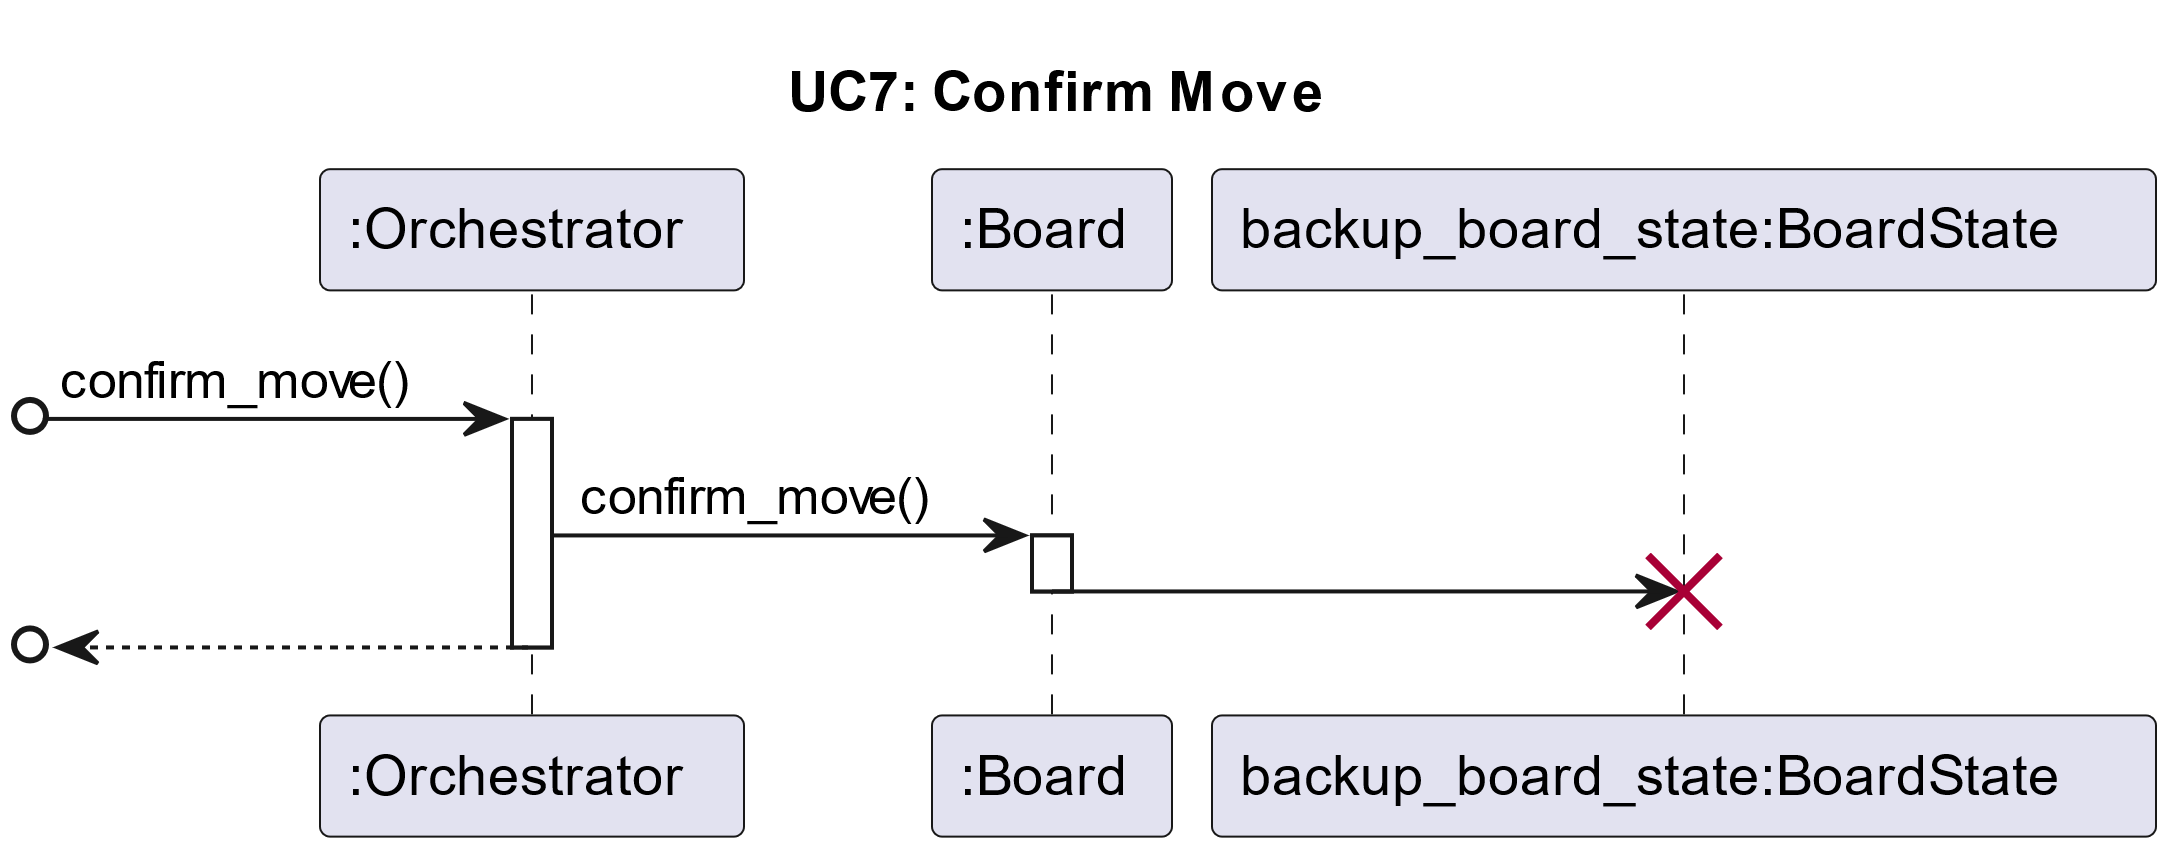 UC7: Confirm Move
:Orchestrator
:Board
backup_board_state:BoardState
confirm_move()
confirm_move()
:Orchestrator
:Board
backup_board_state:BoardState